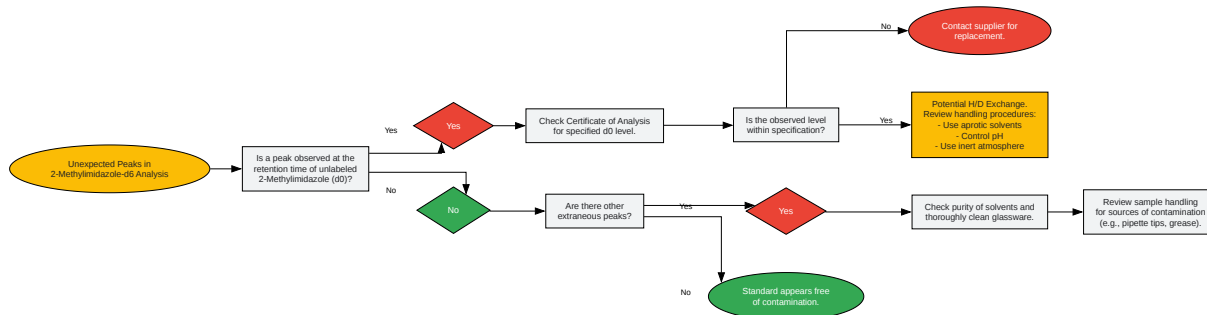 Unexpected Peaks in
2-Methylimidazole-d6 Analysis
Is a peak observed at the
retention time of unlabeled
2-Methylimidazole (d0)?
Yes
Yes
Check Certificate of Analysis
for specified d0 level.
Is the observed level
within specification?
No
Contact supplier for
replacement.
Yes
Potential H/D Exchange.
Review handling procedures:
- Use aprotic solvents
- Control pH
- Use inert atmosphere
No
No
Are there other
extraneous peaks?
Yes
Yes
Check purity of solvents and
thoroughly clean glassware.
Review sample handling
for sources of contamination
(e.g., pipette tips, grease).
No
Standard appears free
of contamination.